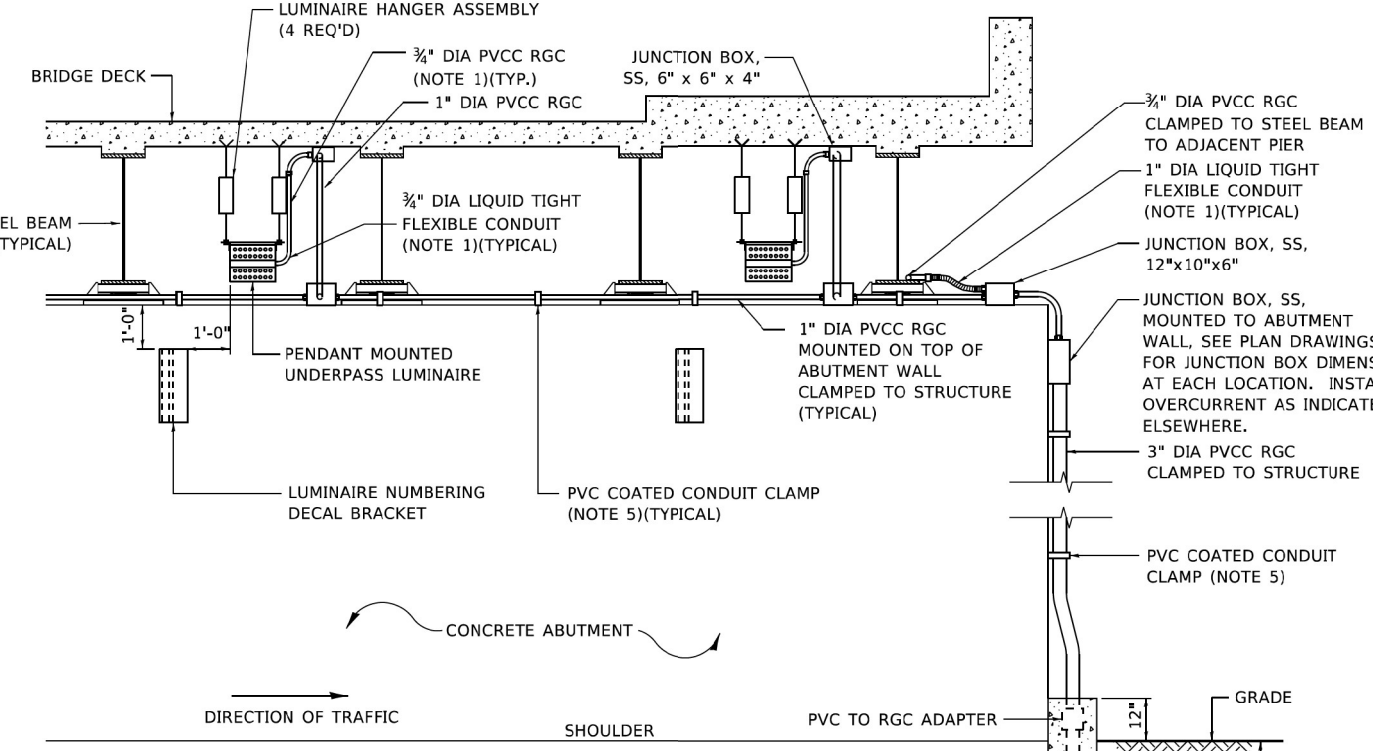 LUMINAIRE HANGER ASSEMBLY
(4 REQ'D)
¾" DIA PVCC RGC
(NOTE 1)(TYP.)
1" DIA PVCC RGC
BRIDGE DECK
JUNCTION BOX,
SS, 6" x 6" x 4"
¾" DIA PVCC RGC
CLAMPED TO STEEL BEAM
TO ADJACENT PIER
1" DIA LIQUID TIGHT
FLEXIBLE CONDUIT
(NOTE 1)(TYPICAL)
JUNCTION BOX, SS,
12"x10"x6"
EL BEAM
TYPICAL)
¾" DIA LIQUID TIGHT
FLEXIBLE CONDUIT
(NOTE 1)(TYPICAL)
JUNCTION BOX, SS,
MOUNTED TO ABUTMENT
WALL, SEE PLAN DRAWINGS
FOR JUNCTION BOX DIMENS
AT EACH LOCATION. INSTA
OVERCURRENT AS INDICATE
ELSEWHERE.
1'-0"
1'-0"
PENDANT MOUNTED
UNDERPASS LUMINAIRE
1" DIA PVCC RGC
MOUNTED ON TOP OF
ABUTMENT WALL
CLAMPED TO STRUCTURE
(TYPICAL)
3" DIA PVCC RGC
CLAMPED TO STRUCTURE
LUMINAIRE NUMBERING
DECAL BRACKET
PVC COATED CONDUIT CLAMP
(NOTE 5)(TYPICAL)
PVC COATED CONDUIT
CLAMP (NOTE 5)
CONCRETE ABUTMENT
DIRECTION OF TRAFFIC
SHOULDER
PVC TO RGC ADAPTER
12"
GRADE